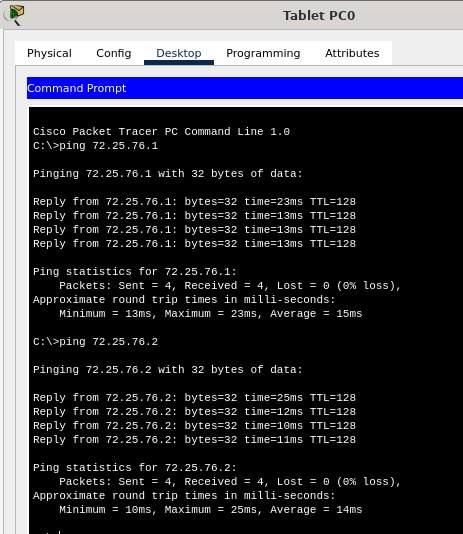 Tablet PC0
Physical Config Desktop Programming Attributes
Command Prompt
Cisco Packet Tracer PC Command Line 1.0
C:\>ping 72.25.76.1
Pinging 72.25.76.1 with 32 bytes of data:
Reply from 72.25.76.1: bytes=32 time=23ms TTL=128
Reply from 72.25.76.1: bytes=32 time=13ms TTL=128
Reply from 72.25.76.1: bytes=32 time=13ms TTL=128
Reply from 72.25.76.1: bytes=32 time=13ms TTL=128
Ping statistics for 72.25.76.1:
Packets: Sent = 4, Received = 4, Lost = 0 (0% loss),
Approximate round trip times in milli-seconds:
Minimum = 13ms, Maximum = 23ms, Average = 15ms
C:\>ping 72.25.76.2
Pinging 72.25.76.2 with 32 bytes of data:
Reply from 72.25.76.2: bytes=32 time=25ms TTL=128
Reply from 72.25.76.2: bytes=32 time=12ms TTL=128
Reply from 72.25.76.2: bytes=32 time=10ms TTL=128
Reply from 72.25.76.2: bytes=32 time=11ms TTL=128
Ping statistics for 72.25.76.2:
Packets: Sent = 4, Received = 4, Lost = 0 (0% loss),
Approximate round trip times in milli-seconds:
Minimum = 10ms, Maximum = 25ms, Average = 14ms